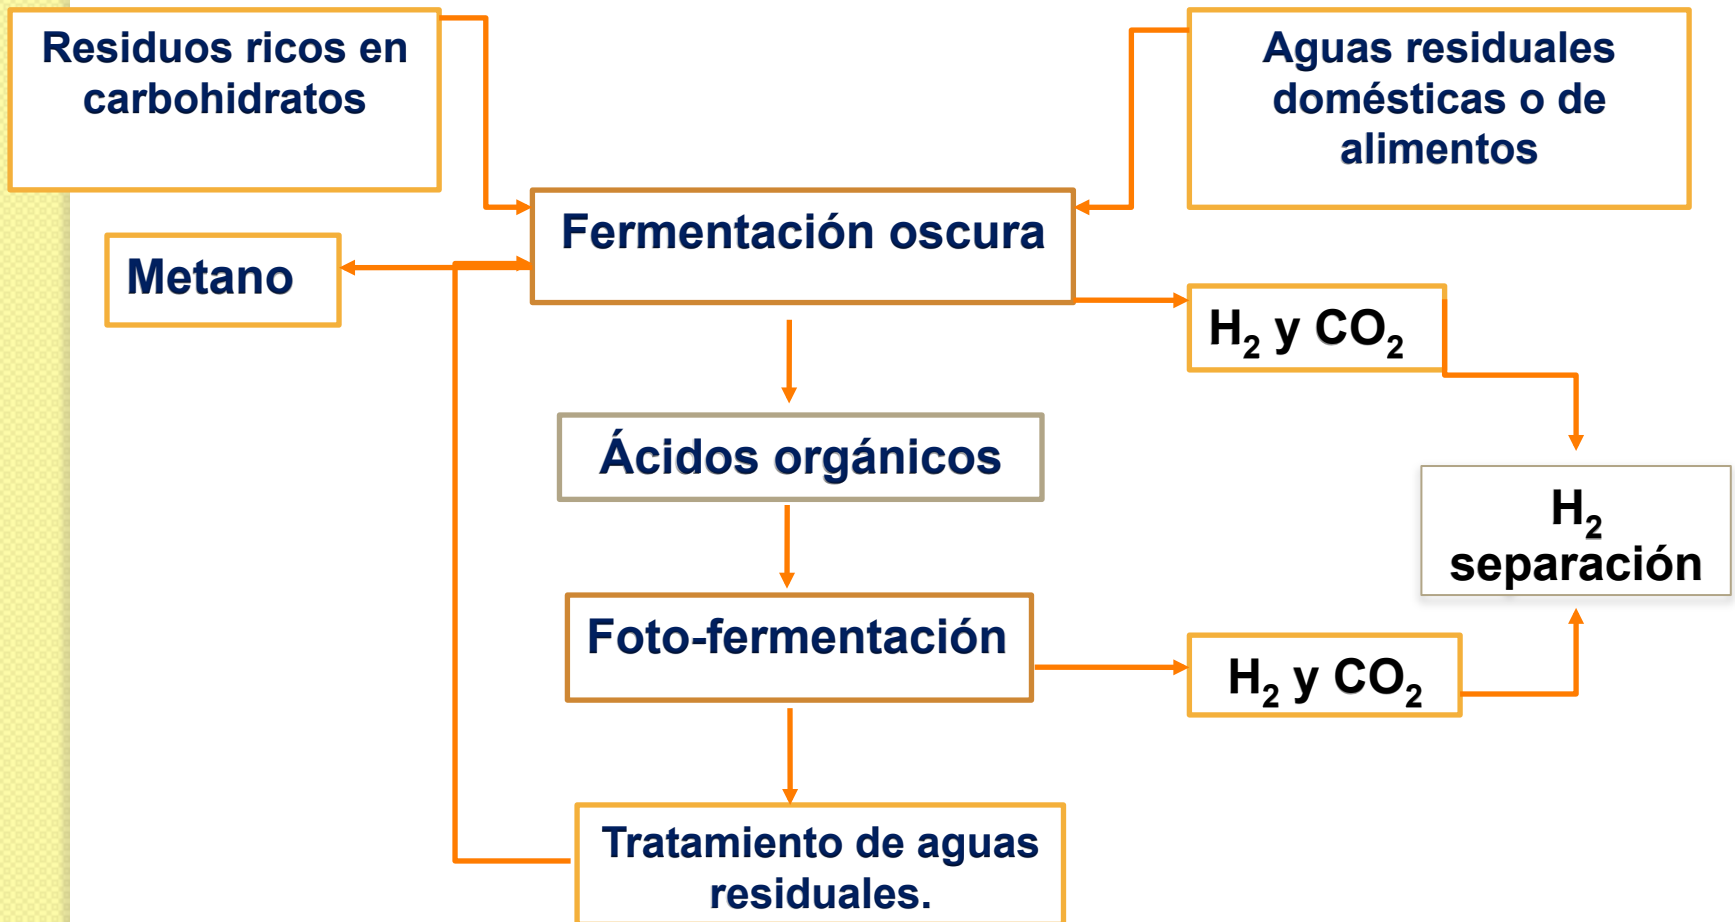 Residuos ricos en
carbohidratos
Aguas residuales
domésticas o de
alimentos
Fermentación oscura
Metano
H₂ y CO₂
Ácidos orgánicos
H₂
separación
Foto-fermentación
H₂ y CO₂
Tratamiento de aguas
residuales.